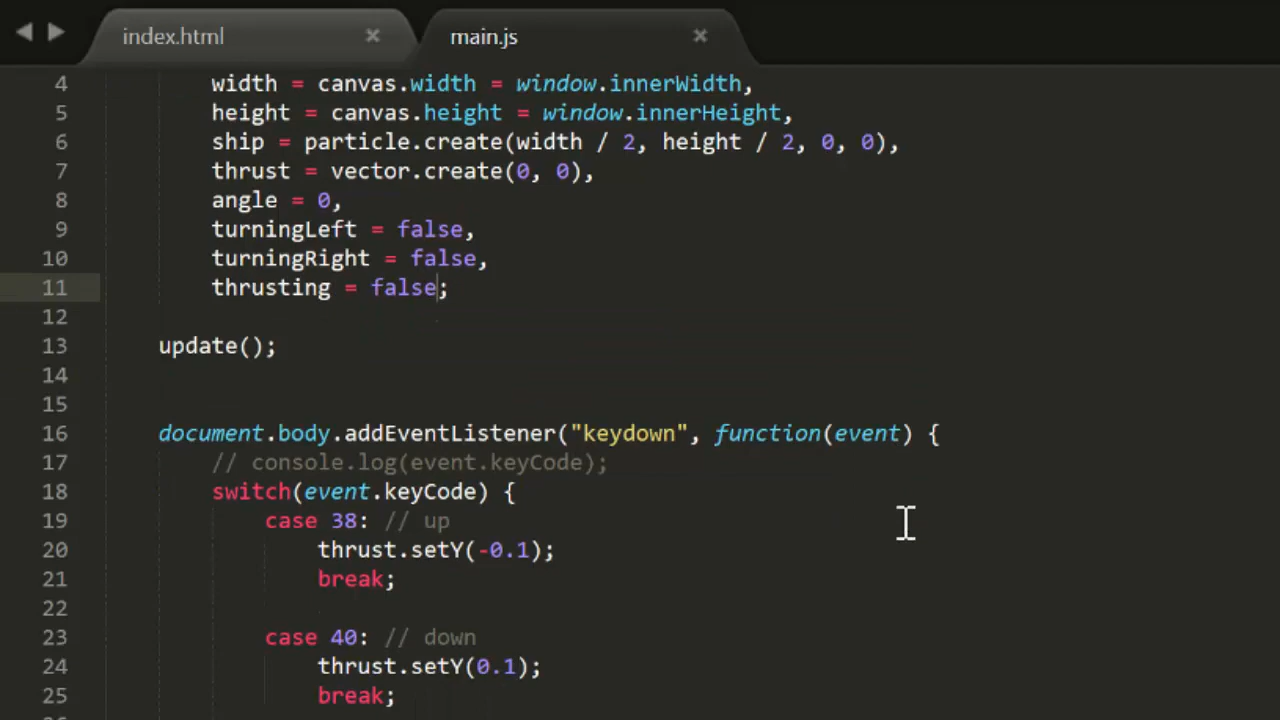 index.html × main.js ×
4 width = canvas.width = window.innerWidth,
5 height = canvas.height = window.innerHeight,
6 ship = particle.create(width / 2, height / 2, 0, 0),
7 thrust = vector.create(0, 0),
8 angle = 0,
9 turningLeft = false,
10 turningRight = false,
11 thrusting = false;
12
13 update();
14
15
16 document.body.addEventListener("keydown", function(event) {
17 // console.log(event.keyCode);
18 switch(event.keyCode) {
19 case 38: // up
20 thrust.setY(-0.1);
21 break;
22
23 case 40: // down
24 thrust.setY(0.1);
25 break;